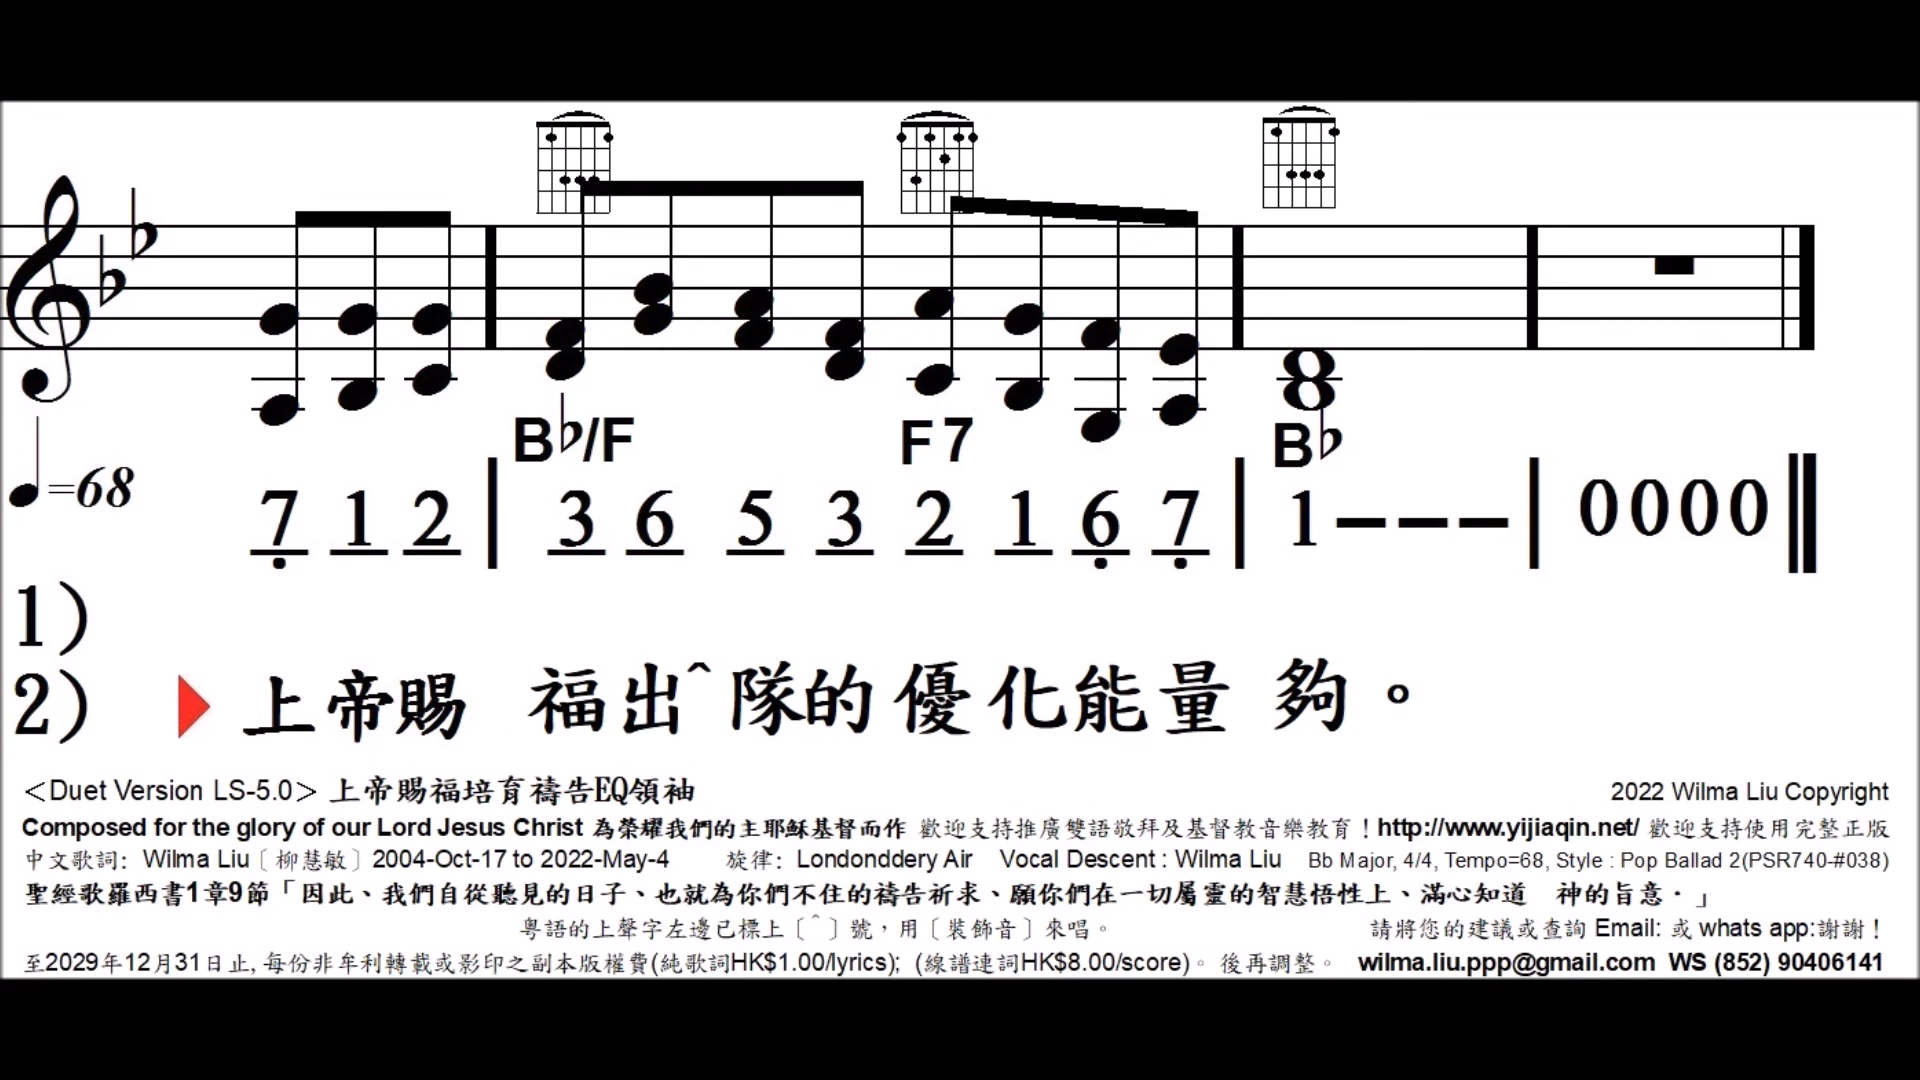 B♭/F F7 B♭
♩=68
7 1 2 | 3 6 5 3 2 1 6 7 | 1 - - - | 0 0 0 0 ‖
1)
2) 上帝賜 福出^隊的優化能量 夠。
<Duet Version LS-5.0> 上帝賜福培育禱告EQ領袖 2022 Wilma Liu Copyright
Composed for the glory of our Lord Jesus Christ 為榮耀我們的主耶穌基督而作 歡迎支持推廣雙語敬拜及基督教音樂教育！http://www.yijiaqin.net/ 歡迎支持使用完整正版
中文歌詞: Wilma Liu〔柳慧敏〕2004-Oct-17 to 2022-May-4 旋律: Londonddery Air Vocal Descent : Wilma Liu Bb Major, 4/4, Tempo=68, Style : Pop Ballad 2(PSR740-#038)
聖經歌羅西書1章9節「因此、我們自從聽見的日子、也就為你們不住的禱告祈求、願你們在一切屬靈的智慧悟性上、滿心知道 神的旨意．」
粵語的上聲字左邊已標上〔^〕號，用〔裝飾音〕來唱。 請將您的建議或查詢 Email: 或 whats app:謝謝！
至2029年12月31日止, 每份非牟利轉載或影印之副本版權費(純歌詞HK$1.00/lyrics); (線譜連詞HK$8.00/score)。後再調整。 wilma.liu.ppp@gmail.com WS (852) 90406141